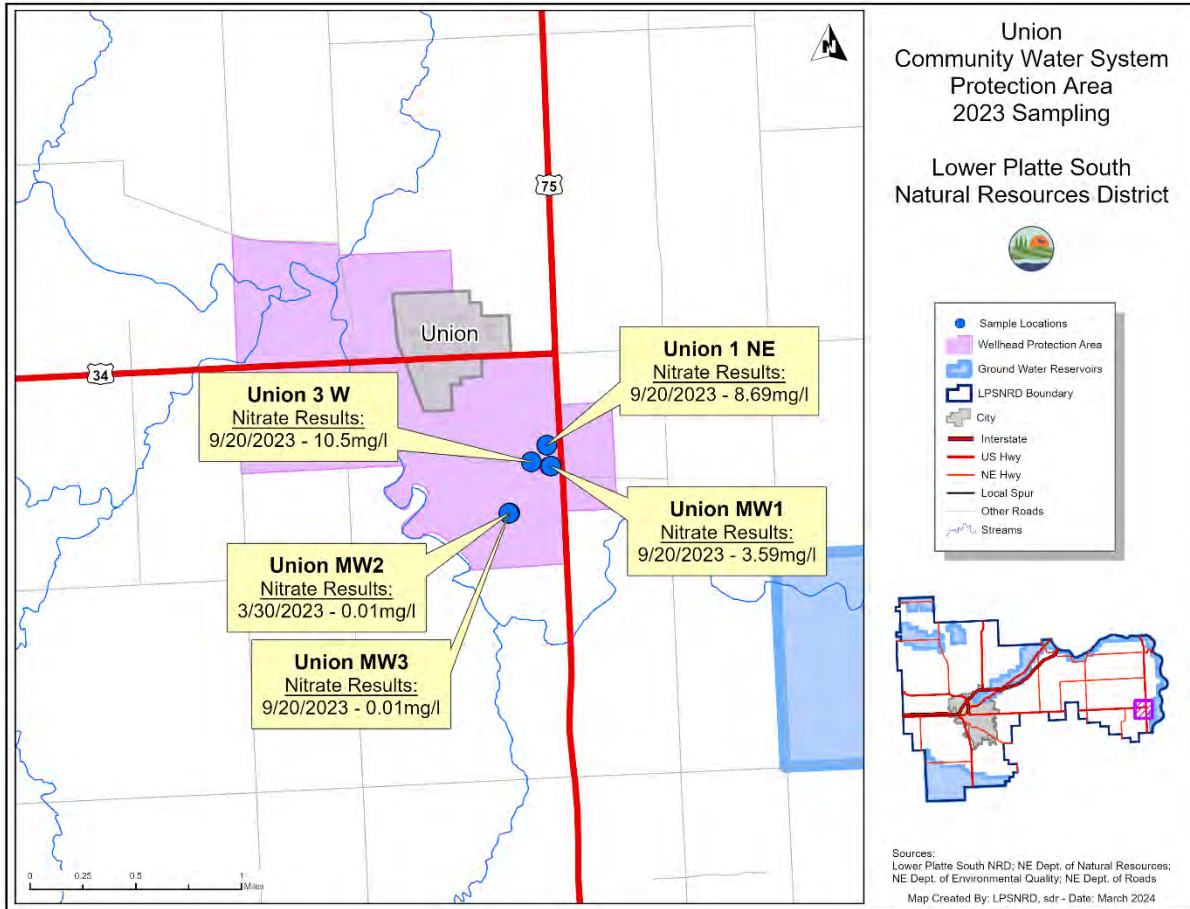 Union
Community Water System
Protection Area
2023 Sampling
Lower Platte South
Natural Resources District
N
75
34
Union
Union 1 NE
Nitrate Results:
9/20/2023 - 8.69mg/l
Union 3 W
Nitrate Results:
9/20/2023 - 10.5mg/l
Union MW1
Nitrate Results:
9/20/2023 - 3.59mg/l
Union MW2
Nitrate Results:
3/30/2023 - 0.01mg/l
Union MW3
Nitrate Results:
9/20/2023 - 0.01mg/l
0 0.25 0.5 1
Miles
Sample Locations
Wellhead Protection Area
Ground Water Reservoirs
LPSNRD Boundary
City
Interstate
US Hwy
NE Hwy
Local Spur
Other Roads
Streams
Sources:
Lower Platte South NRD; NE Dept. of Natural Resources;
NE Dept. of Environmental Quality; NE Dept. of Roads
Map Created By: LPSNRD, sdr - Date: March 2024